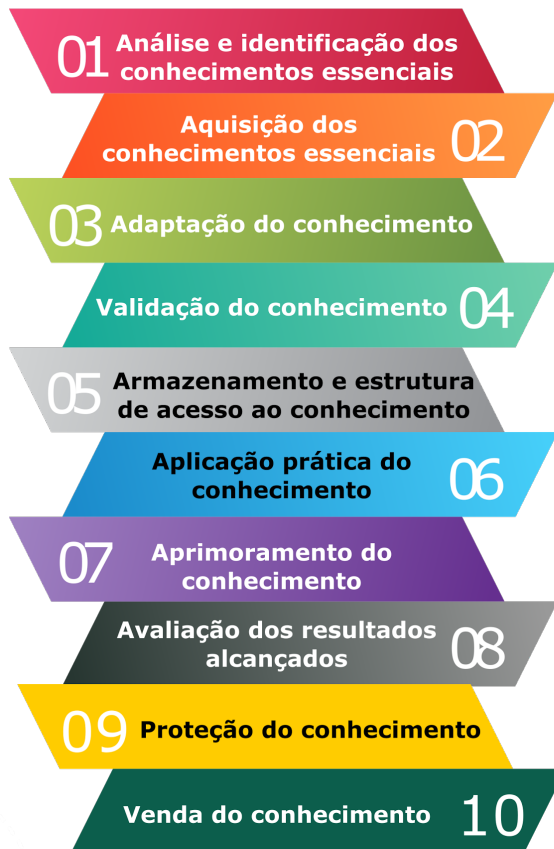 01
Análise e identificação dos
conhecimentos essenciais
Aquisição dos
conhecimentos essenciais
02
03
Adaptação do conhecimento
Validação do conhecimento
04
05
Armazenamento e estrutura
de acesso ao conhecimento
Aplicação prática do
conhecimento
06
07
Aprimoramento do
conhecimento
Avaliação dos resultados
alcançados
08
09
Proteção do conhecimento
Venda do conhecimento
10